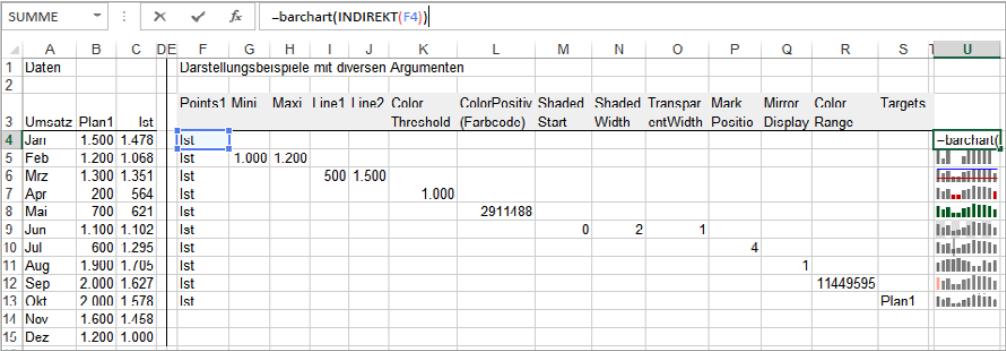 SUMME fx =barchart(INDIREKT(F4))
A B C D E F G H I J K L M N O P Q R S T U
1 Daten Darstellungsbeispiele mit diversen Argumenten
2
Points1 Mini Maxi Line1 Line2 Color ColorPositiv Shaded Shaded Transpar Mark Mirror Color Targets
3 Umsatz Plan1 Ist Threshold (Farbcode) Start Width entWidth Positio Display Range
4 Jan 1.500 1.478 Ist =barchart(
5 Feb 1.200 1.068 Ist 1.000 1.200
6 Mrz 1.300 1.351 Ist 500 1.500
7 Apr 200 564 Ist 1.000
8 Mai 700 621 Ist 2911488
9 Jun 1.100 1.102 Ist 0 2 1
10 Jul 600 1.295 Ist 4
11 Aug 1.900 1.705 Ist 1
12 Sep 2.000 1.627 Ist 11449595
13 Okt 2.000 1.578 Ist Plan1
14 Nov 1.600 1.458
15 Dez 1.200 1.000